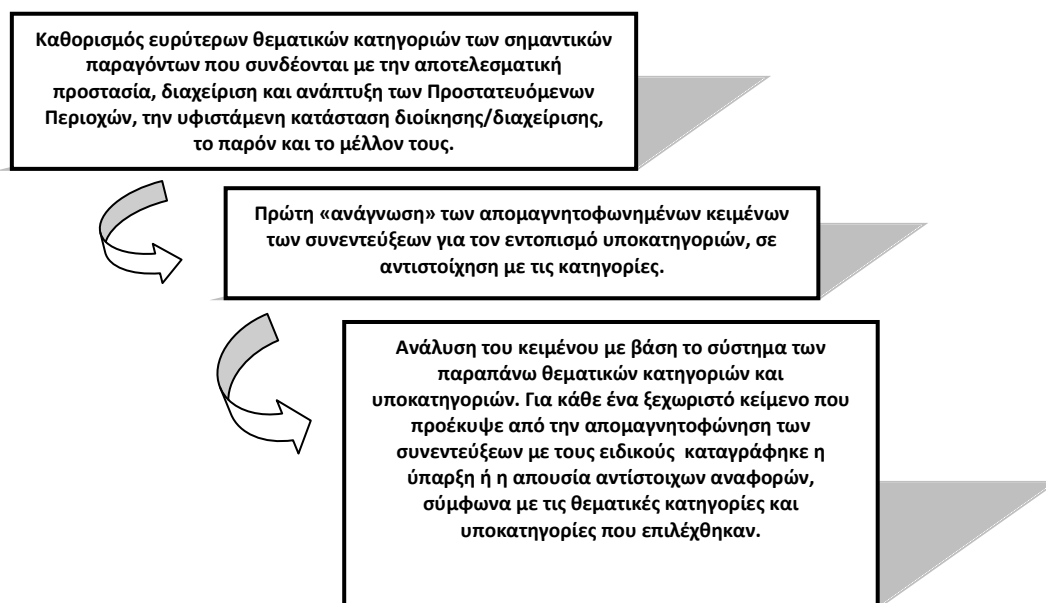 Καθορισμός ευρύτερων θεματικών κατηγοριών των σημαντικών
παραγόντων που συνδέονται με την αποτελεσματική
προστασία, διαχείριση και ανάπτυξη των Προστατευόμενων
Περιοχών, την υφιστάμενη κατάσταση διοίκησης/διαχείρισης,
το παρόν και το μέλλον τους.
Πρώτη «ανάγνωση» των απομαγνητοφωνημένων κειμένων
των συνεντεύξεων για τον εντοπισμό υποκατηγοριών, σε
αντιστοίχηση με τις κατηγορίες.
Ανάλυση του κειμένου με βάση το σύστημα των
παραπάνω θεματικών κατηγοριών και
υποκατηγοριών. Για κάθε ένα ξεχωριστό κείμενο που
προέκυψε από την απομαγνητοφώνηση των
συνεντεύξεων με τους ειδικούς καταγράφηκε η
ύπαρξη ή η απουσία αντίστοιχων αναφορών,
σύμφωνα με τις θεματικές κατηγορίες και
υποκατηγορίες που επιλέχθηκαν.